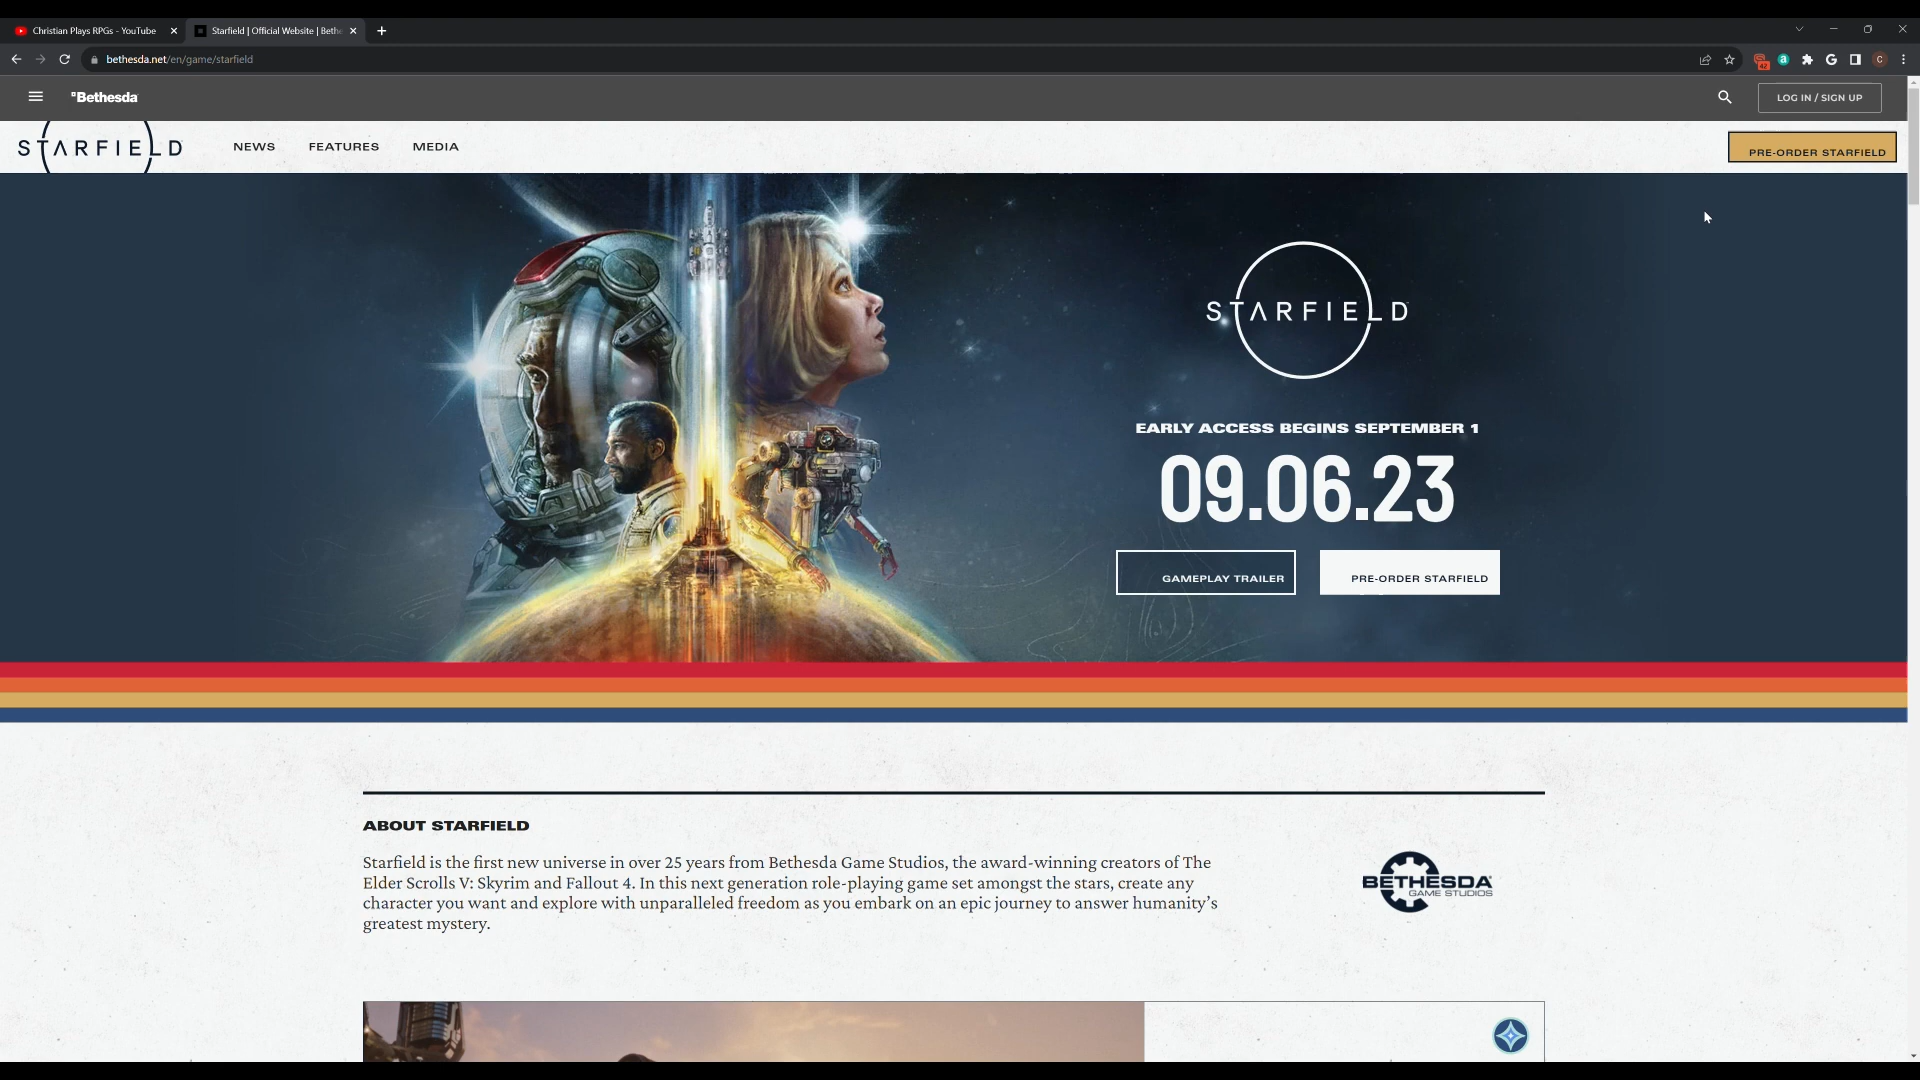 Christian Plays RPGs - YouTube
Starfield | Official Website | Beth
bethesda.net/en/game/starfield
42
a
G
C
Bethesda
LOG IN / SIGN UP
STARFIELD
NEWS
FEATURES
MEDIA
PRE-ORDER STARFIELD
STARFIELD
EARLY ACCESS BEGINS SEPTEMBER 1
09.06.23
GAMEPLAY TRAILER
PRE-ORDER STARFIELD
ABOUT STARFIELD
Starfield is the first new universe in over 25 years from Bethesda Game Studios, the award-winning creators of The
Elder Scrolls V: Skyrim and Fallout 4. In this next generation role-playing game set amongst the stars, create any
character you want and explore with unparalleled freedom as you embark on an epic journey to answer humanity’s
greatest mystery.
BETHESDA
GAME STUDIOS